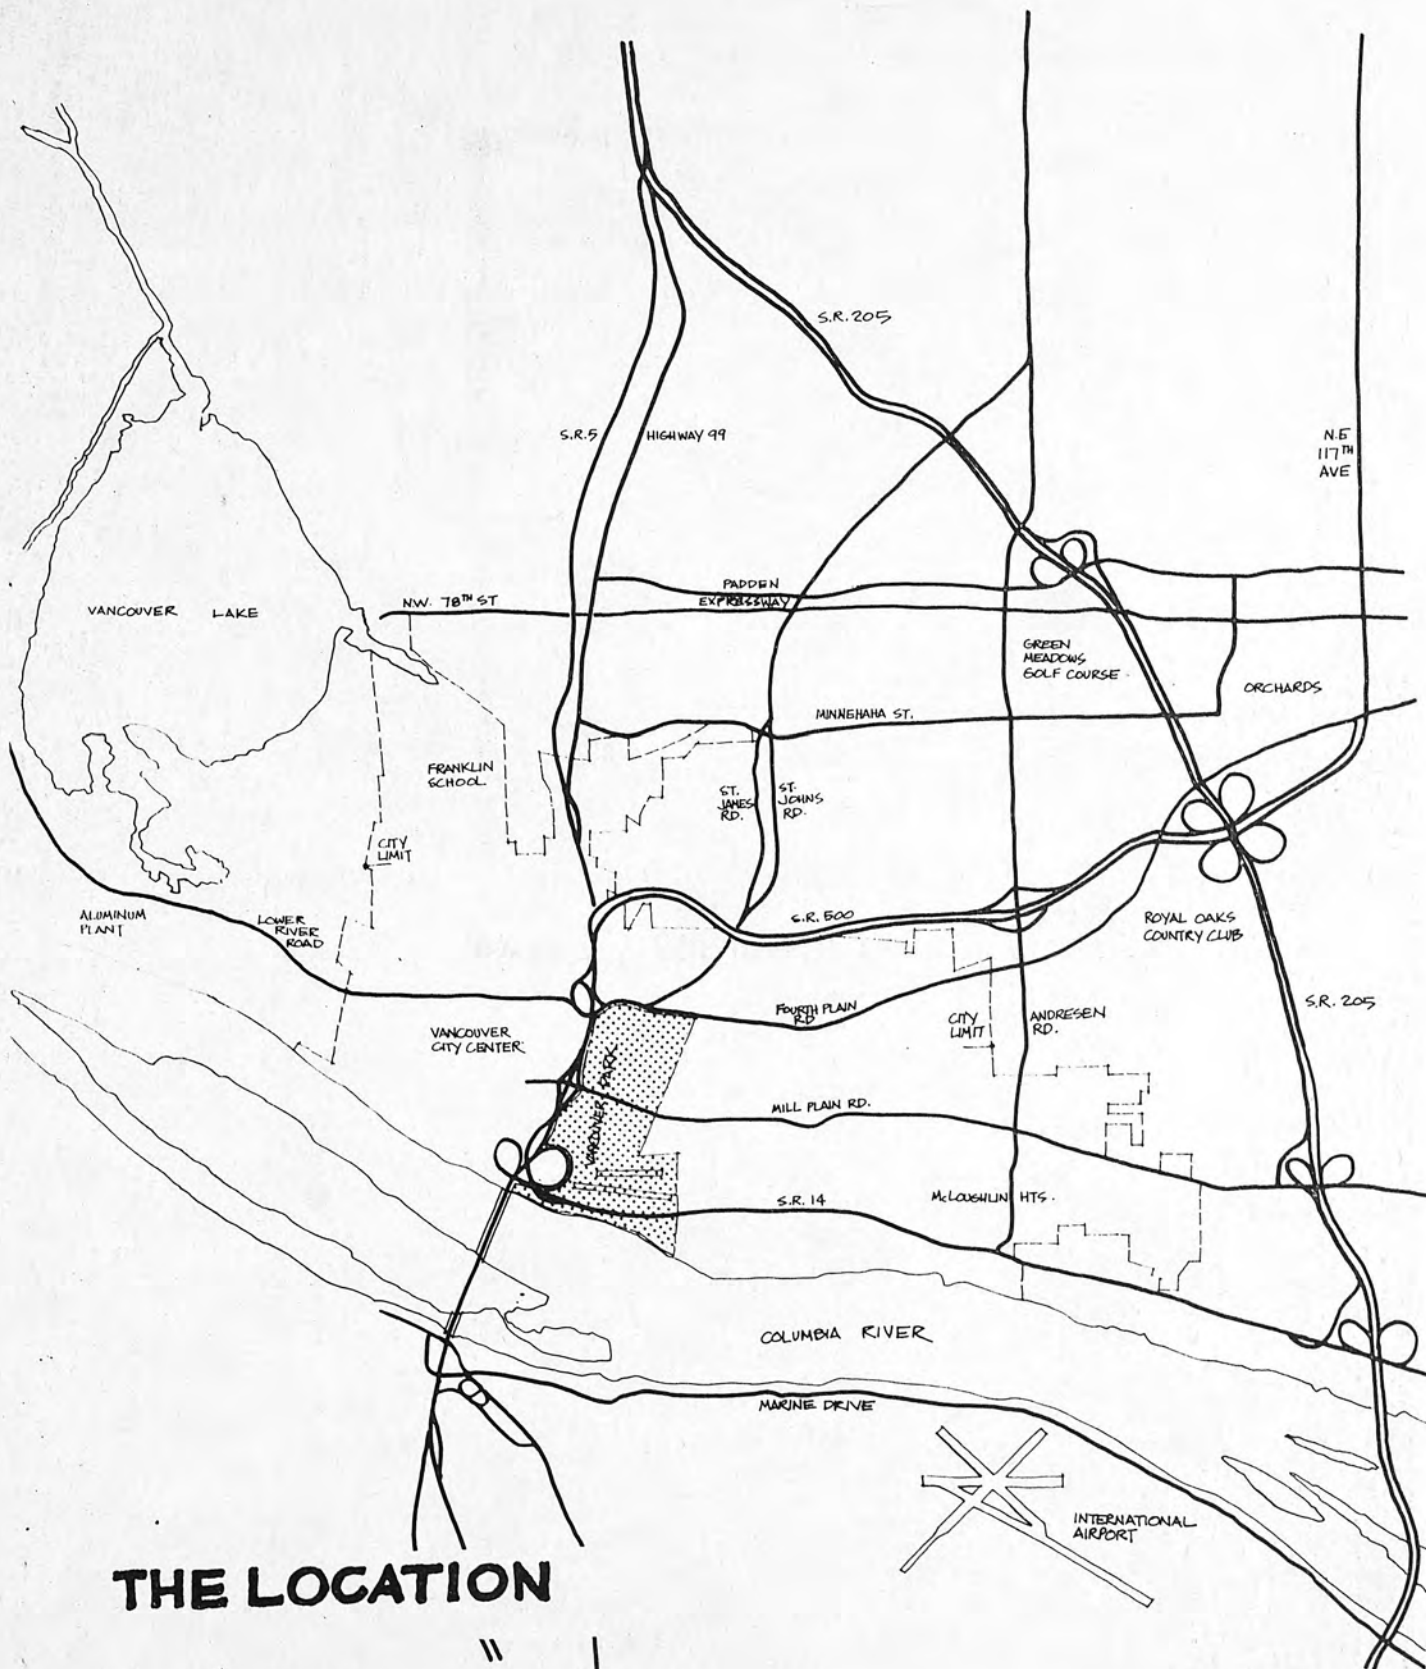 S.R. 205
S.R. 5
HIGHWAY 99
N.E
117TH
AVE
PADDEN
EXPRESSWAY
N.W. 78TH ST
VANCOUVER LAKE
GREEN
MEADOWS
GOLF COURSE
ORCHARDS
MINNEHAHA ST.
FRANKLIN
SCHOOL
ST.
JAMES
RD.
ST.
JOHNS
RD.
CITY
LIMIT
ALUMINUM
PLANT
LOWER
RIVER
ROAD
S.R. 500
ROYAL OAKS
COUNTRY CLUB
S.R. 205
FOURTH PLAIN
RD
CITY
LIMIT
ANDRESEN
RD.
VANCOUVER
CITY CENTER
VANCOUVER PARK
MILL PLAIN RD.
S.R. 14
McLOUGHLIN HTS.
COLUMBIA RIVER
MARINE DRIVE
INTERNATIONAL
AIRPORT
THE LOCATION